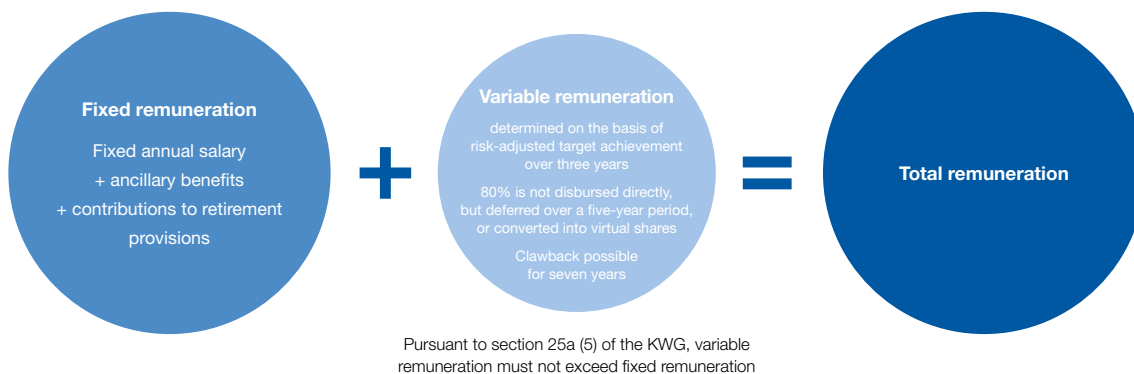 Fixed remuneration
Fixed annual salary
+ ancillary benefits
+ contributions to retirement
provisions
+
Variable remuneration
determined on the basis of
risk-adjusted target achievement
over three years
80% is not disbursed directly,
but deferred over a five-year period,
or converted into virtual shares
Clawback possible
for seven years
=
Total remuneration
Pursuant to section 25a (5) of the KWG, variable
remuneration must not exceed fixed remuneration